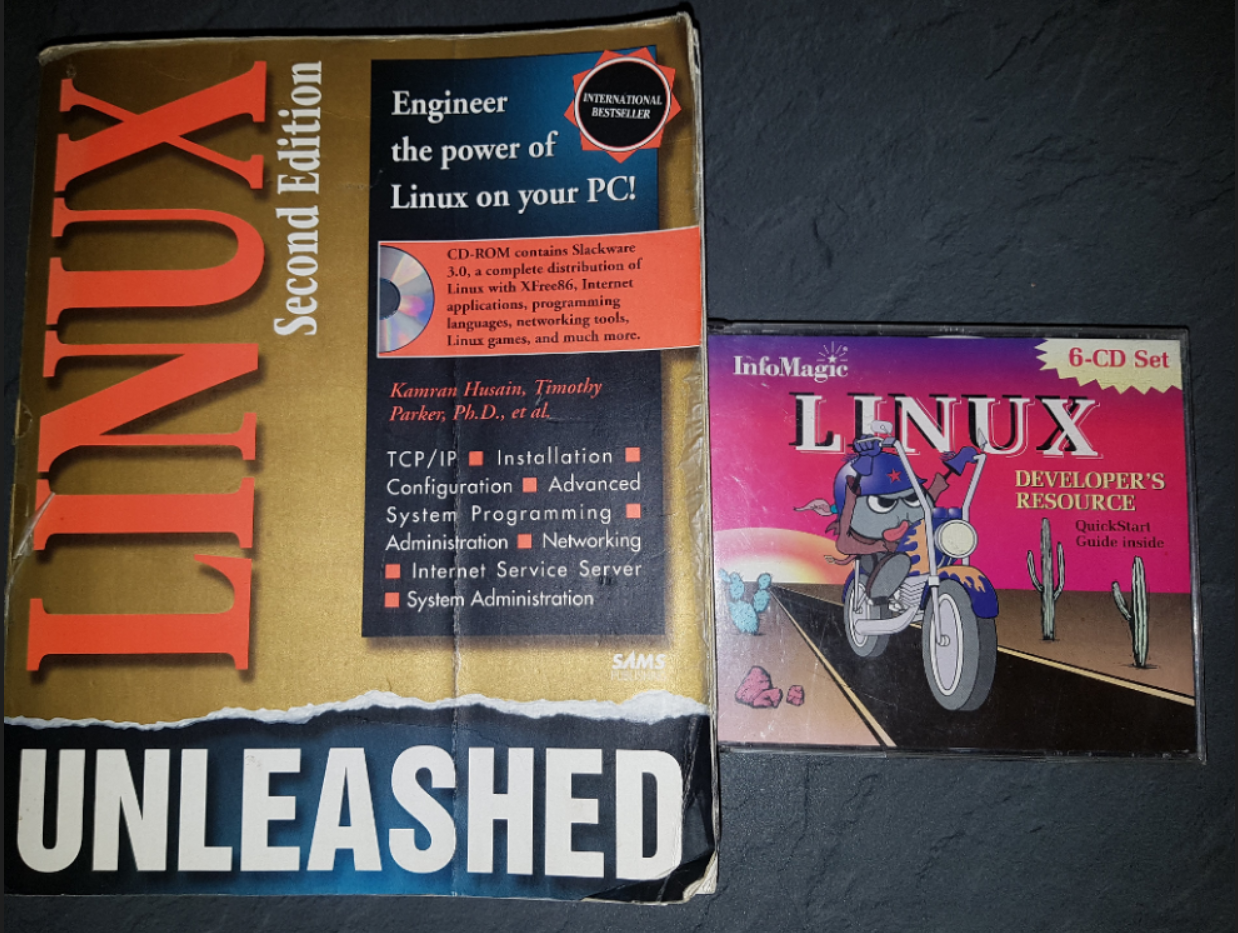 LINUX
Second Edition
Engineer
the power of
Linux on your PC!
INTERNATIONAL
BESTSELLER
CD-ROM contains Slackware
3.0, a complete distribution of
Linux with XFree86, Internet
applications, programming
languages, networking tools,
Linux games, and much more.
Kamran Husain, Timothy
Parker, Ph.D., et al.
TCP/IP ■ Installation ■
Configuration ■ Advanced
System Programming ■
Administration ■ Networking
■ Internet Service Server
■ System Administration
SAMS
UNLEASHED
InfoMagic
6-CD Set
LINUX
DEVELOPER'S
RESOURCE
QuickStart
Guide inside